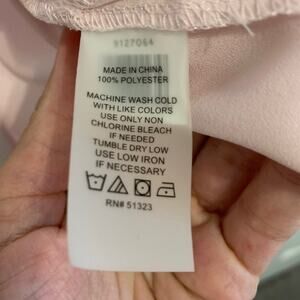 9127064
MADE IN CHINA
100% POLYESTER
MACHINE WASH COLD
WITH LIKE COLORS
USE ONLY NON
CHLORINE BLEACH
IF NEEDED
TUMBLE DRY LOW
USE LOW IRON
IF NECESSARY
RN# 51323